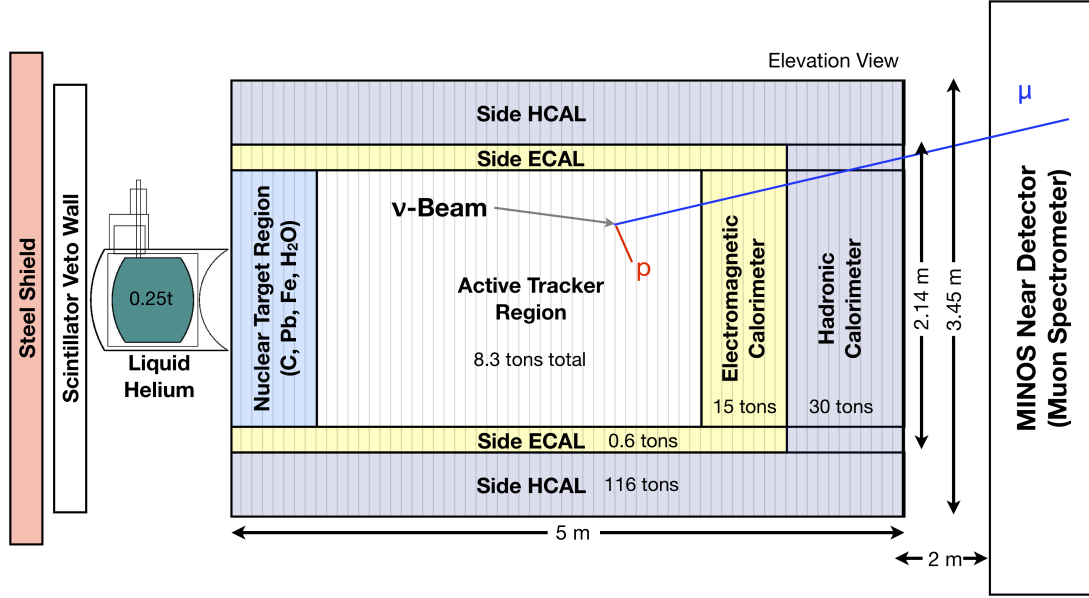 Elevation View
Steel Shield
Scintillator Veto Wall
0.25t
Liquid
Helium
Side HCAL
Side ECAL
Nuclear Target Region
(C, Pb, Fe, H₂O)
ν-Beam
p
μ
Active Tracker
Region
8.3 tons total
Electromagnetic
Calorimeter
15 tons
Hadronic
Calorimeter
30 tons
Side ECAL 0.6 tons
Side HCAL 116 tons
5 m
2 m
2.14 m
3.45 m
MINOS Near Detector
(Muon Spectrometer)